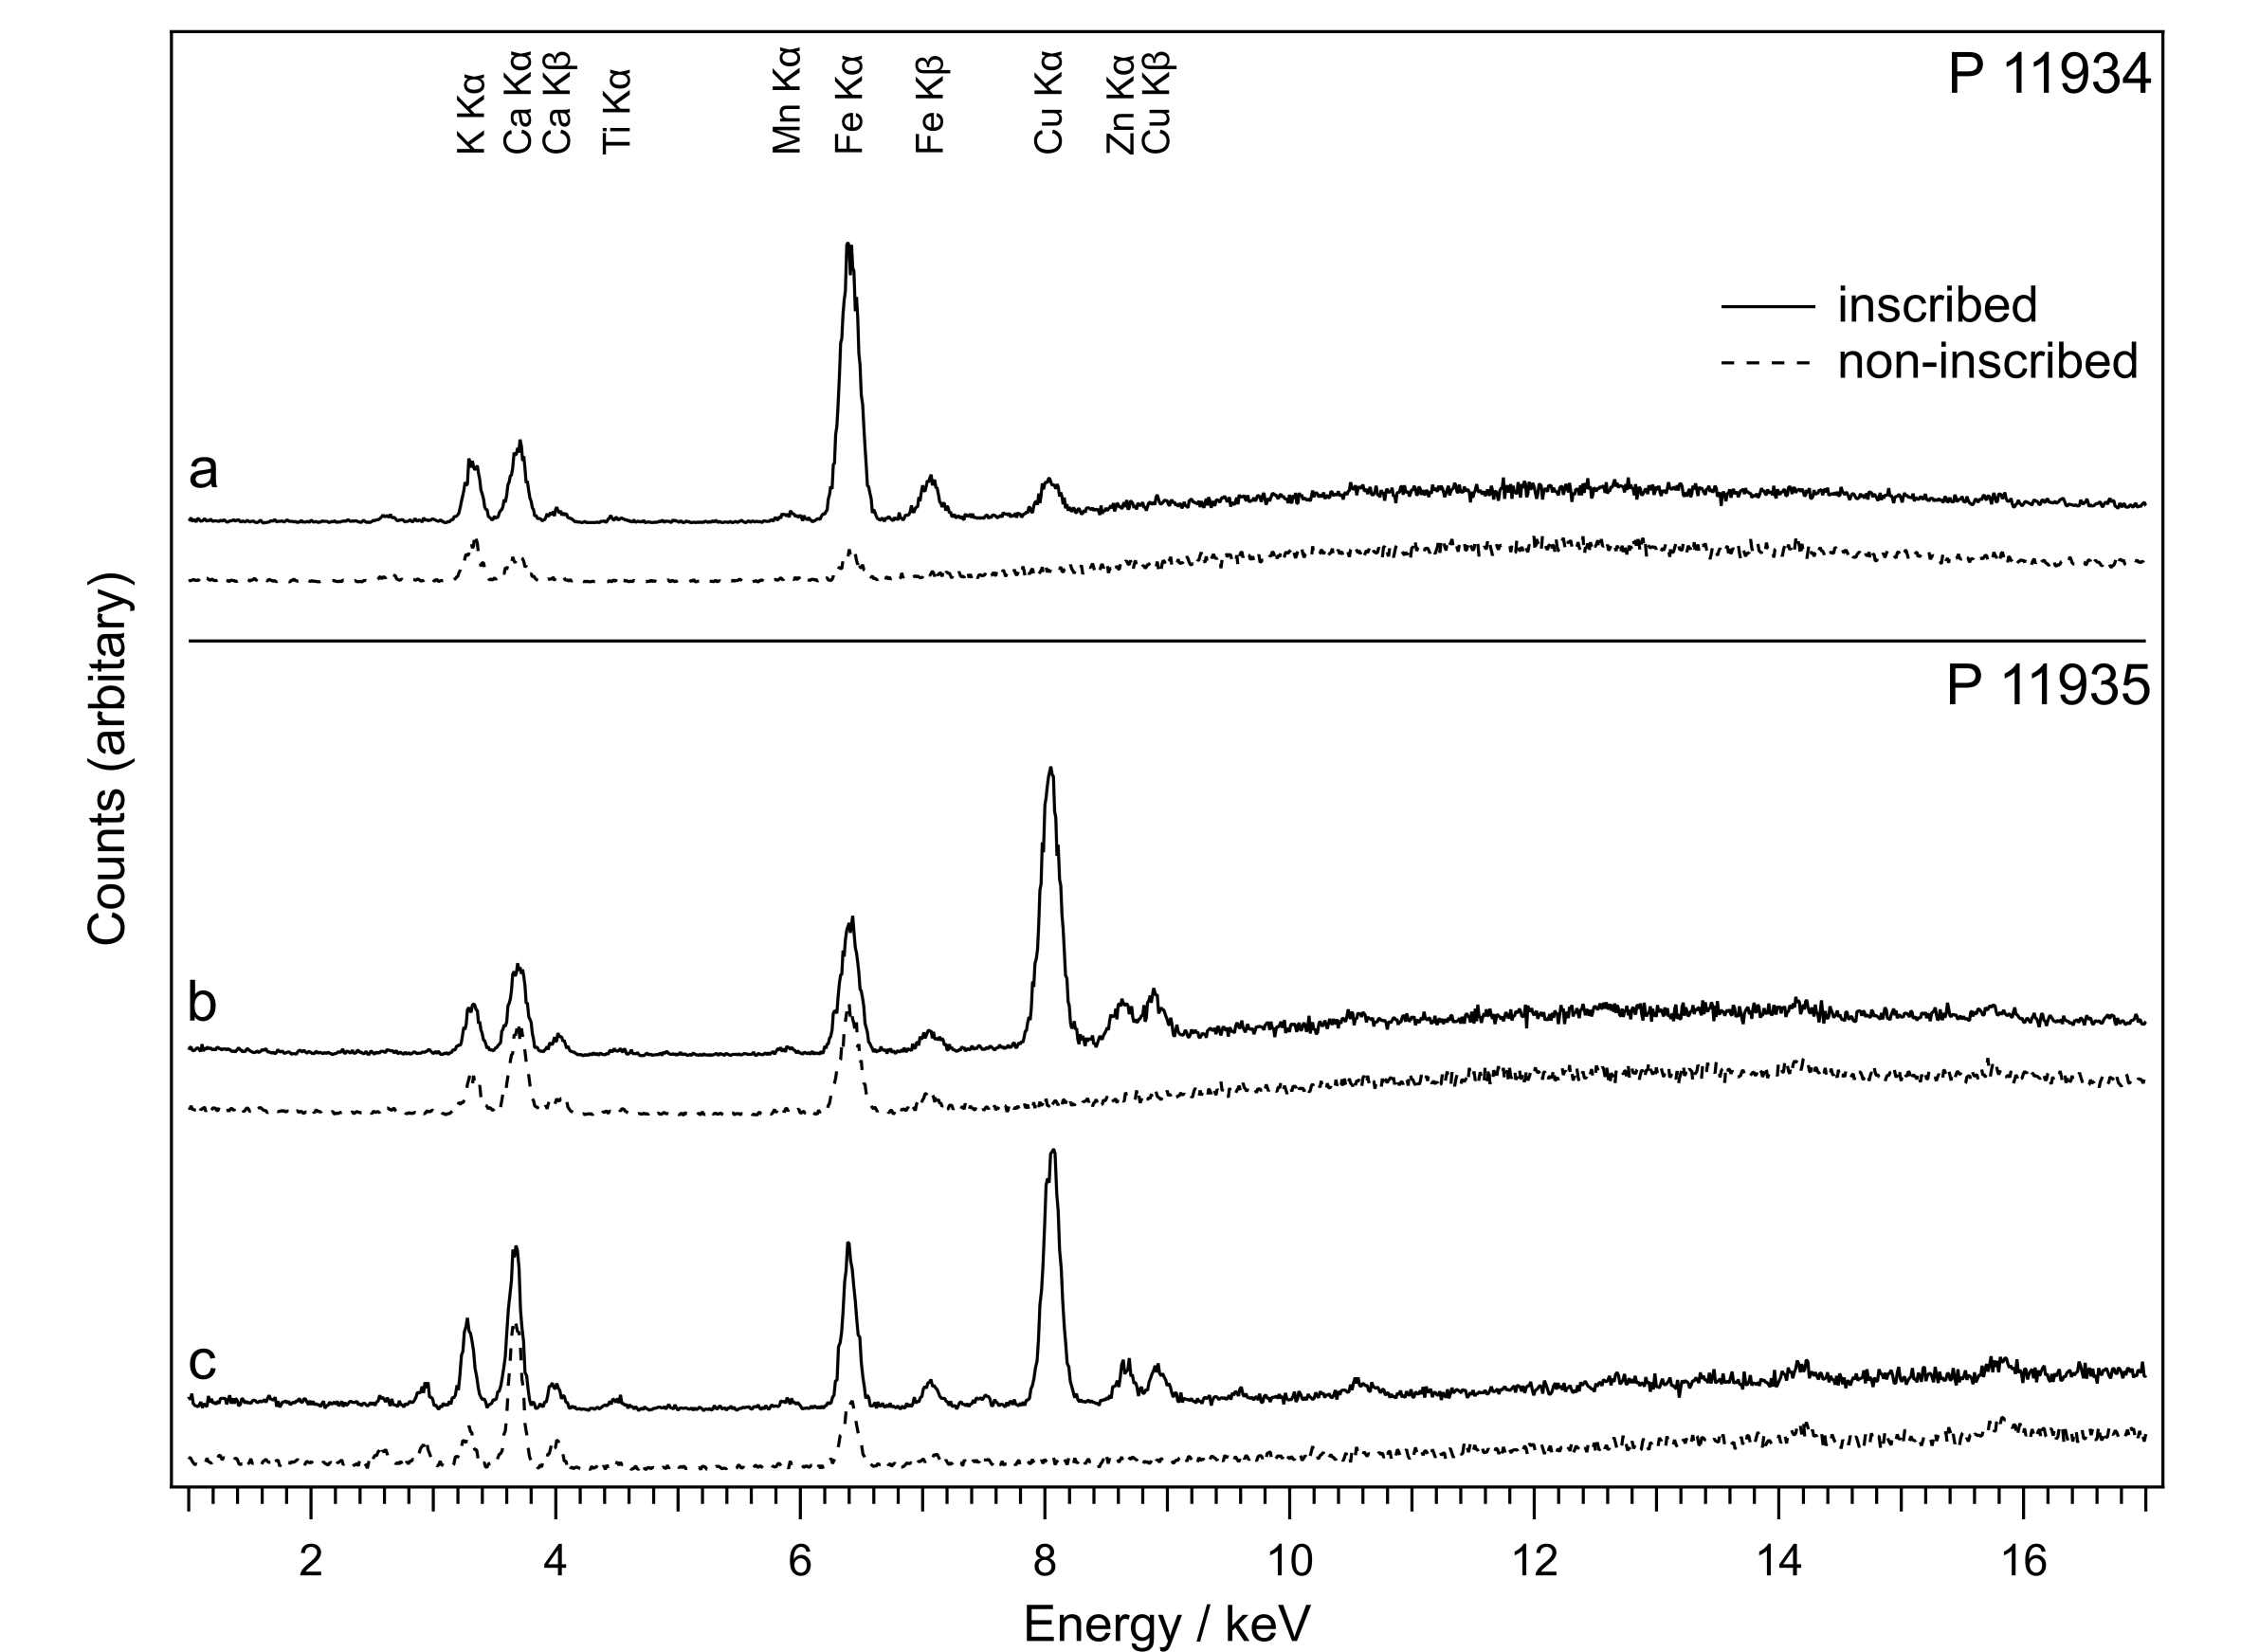 K Kα
Ca Kα
Ca Kβ
Ti Kα
Mn Kα
Fe Kα
Fe Kβ
Cu Kα
Zn Kα
Cu Kβ
P 11934
inscribed
non-inscribed
a
P 11935
b
c
Counts (arbitary)
2 4 6 8 10 12 14 16
Energy / keV